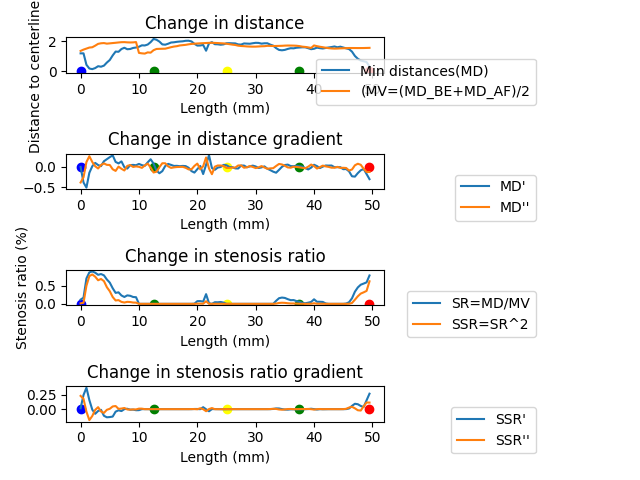 Change in distance
Distance to centerline
2
0
0
10
20
30
40
50
Length (mm)
Min distances(MD)
(MV=(MD_BE+MD_AF)/2
Change in distance gradient
0.0
−0.5
0
10
20
30
40
50
Length (mm)
MD'
MD''
Change in stenosis ratio
Stenosis ratio (%)
0.5
0.0
0
10
20
30
40
50
Length (mm)
SR=MD/MV
SSR=SR^2
Change in stenosis ratio gradient
0.25
0.00
0
10
20
30
40
50
Length (mm)
SSR'
SSR''